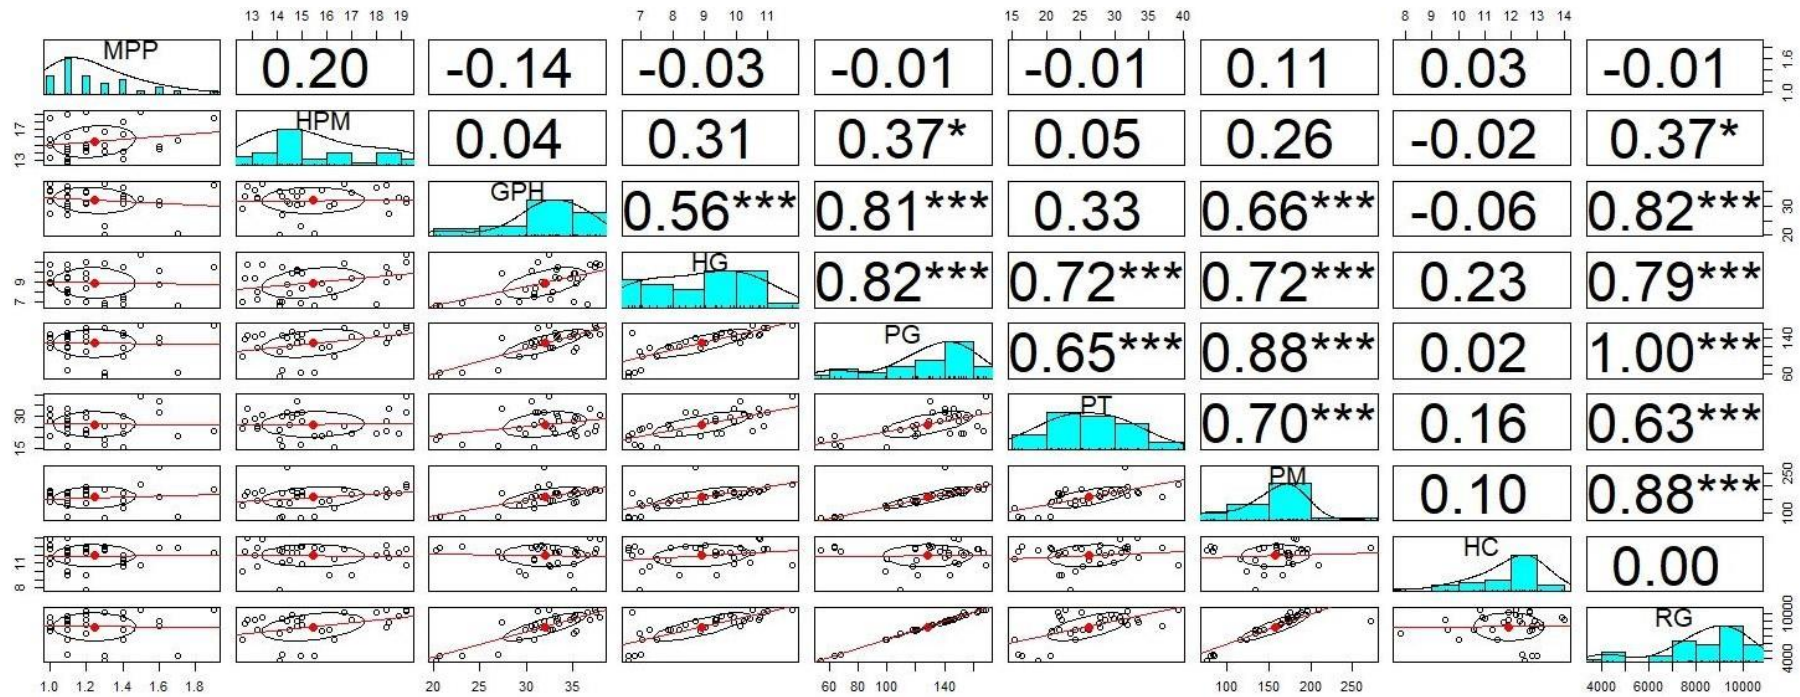 13 14 15 16 17 18 19 7 8 9 10 11 15 20 25 30 35 40 8 9 10 11 12 13 14
MPP 0.20 -0.14 -0.03 -0.01 -0.01 0.11 0.03 -0.01 1.0 1.6
13 17 HPM 0.04 0.31 0.37* 0.05 0.26 -0.02 0.37*
GPH 0.56*** 0.81*** 0.33 0.66*** -0.06 0.82*** 20 30
7 9 HG 0.82*** 0.72*** 0.72*** 0.23 0.79***
PG 0.65*** 0.88*** 0.02 1.00*** 60 140
15 30 PT 0.70*** 0.16 0.63***
PM 0.10 0.88*** 100 250
8 11 HC 0.00
RG 4000 10000
1.0 1.2 1.4 1.6 1.8 20 25 30 35 60 80 100 140 100 150 200 250 4000 6000 8000 10000